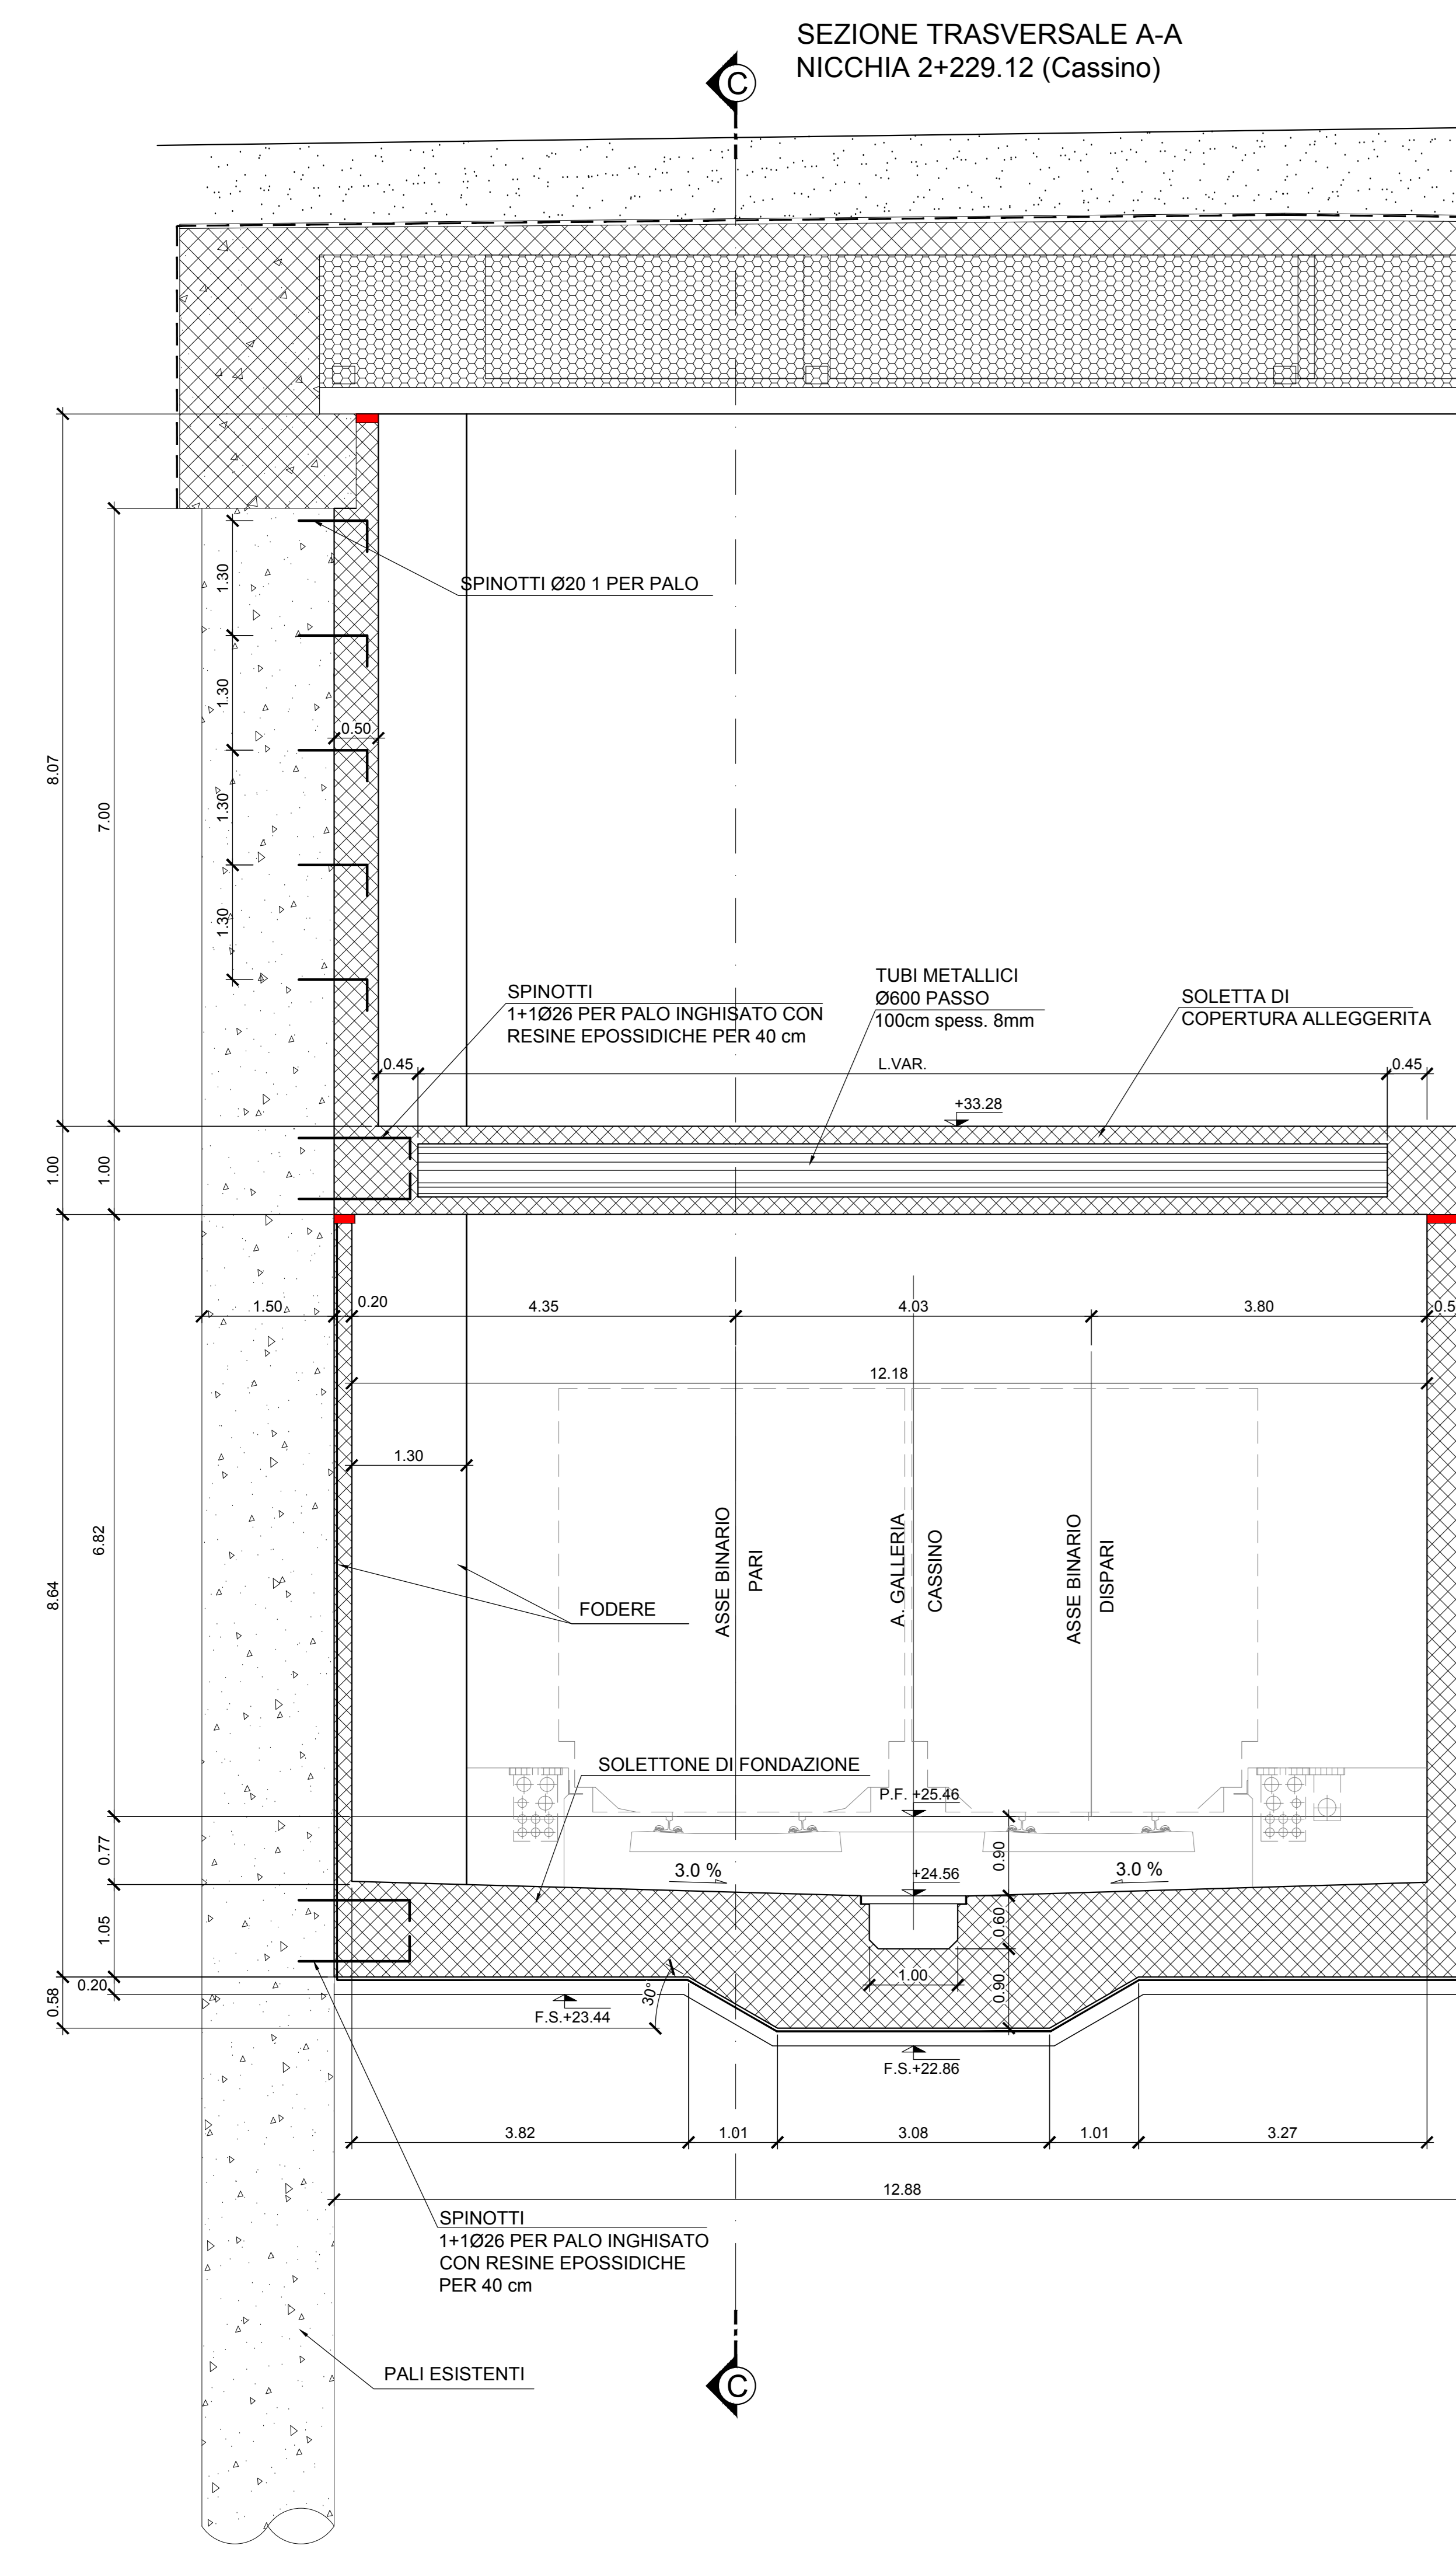 SEZIONE TRASVERSALE A-A
NICCHIA 2+229.12 (Cassino)
C
SPINOTTI Ø20 1 PER PALO
1.30
1.30
1.30
1.30
0.50
8.07
7.00
SPINOTTI
1+1Ø26 PER PALO INGHISATO CON
RESINE EPOSSIDICHE PER 40 cm
TUBI METALLICI
Ø600 PASSO
100cm spess. 8mm
SOLETTA DI
COPERTURA ALLEGGERITA
0.45
L.VAR.
0.45
+33.28
1.00
1.00
1.50
0.20
4.35
4.03
3.80
0.5
12.18
1.30
6.82
8.64
ASSE BINARIO
PARI
A. GALLERIA
CASSINO
ASSE BINARIO
DISPARI
FODERE
SOLETTONE DI FONDAZIONE
P.F. +25.46
0.77
0.90
3.0 %
+24.56
3.0 %
1.05
0.60
1.00
0.90
0.20
0.58
30°
F.S.+23.44
F.S.+22.86
3.82
1.01
3.08
1.01
3.27
12.88
SPINOTTI
1+1Ø26 PER PALO INGHISATO
CON RESINE EPOSSIDICHE
PER 40 cm
PALI ESISTENTI
C